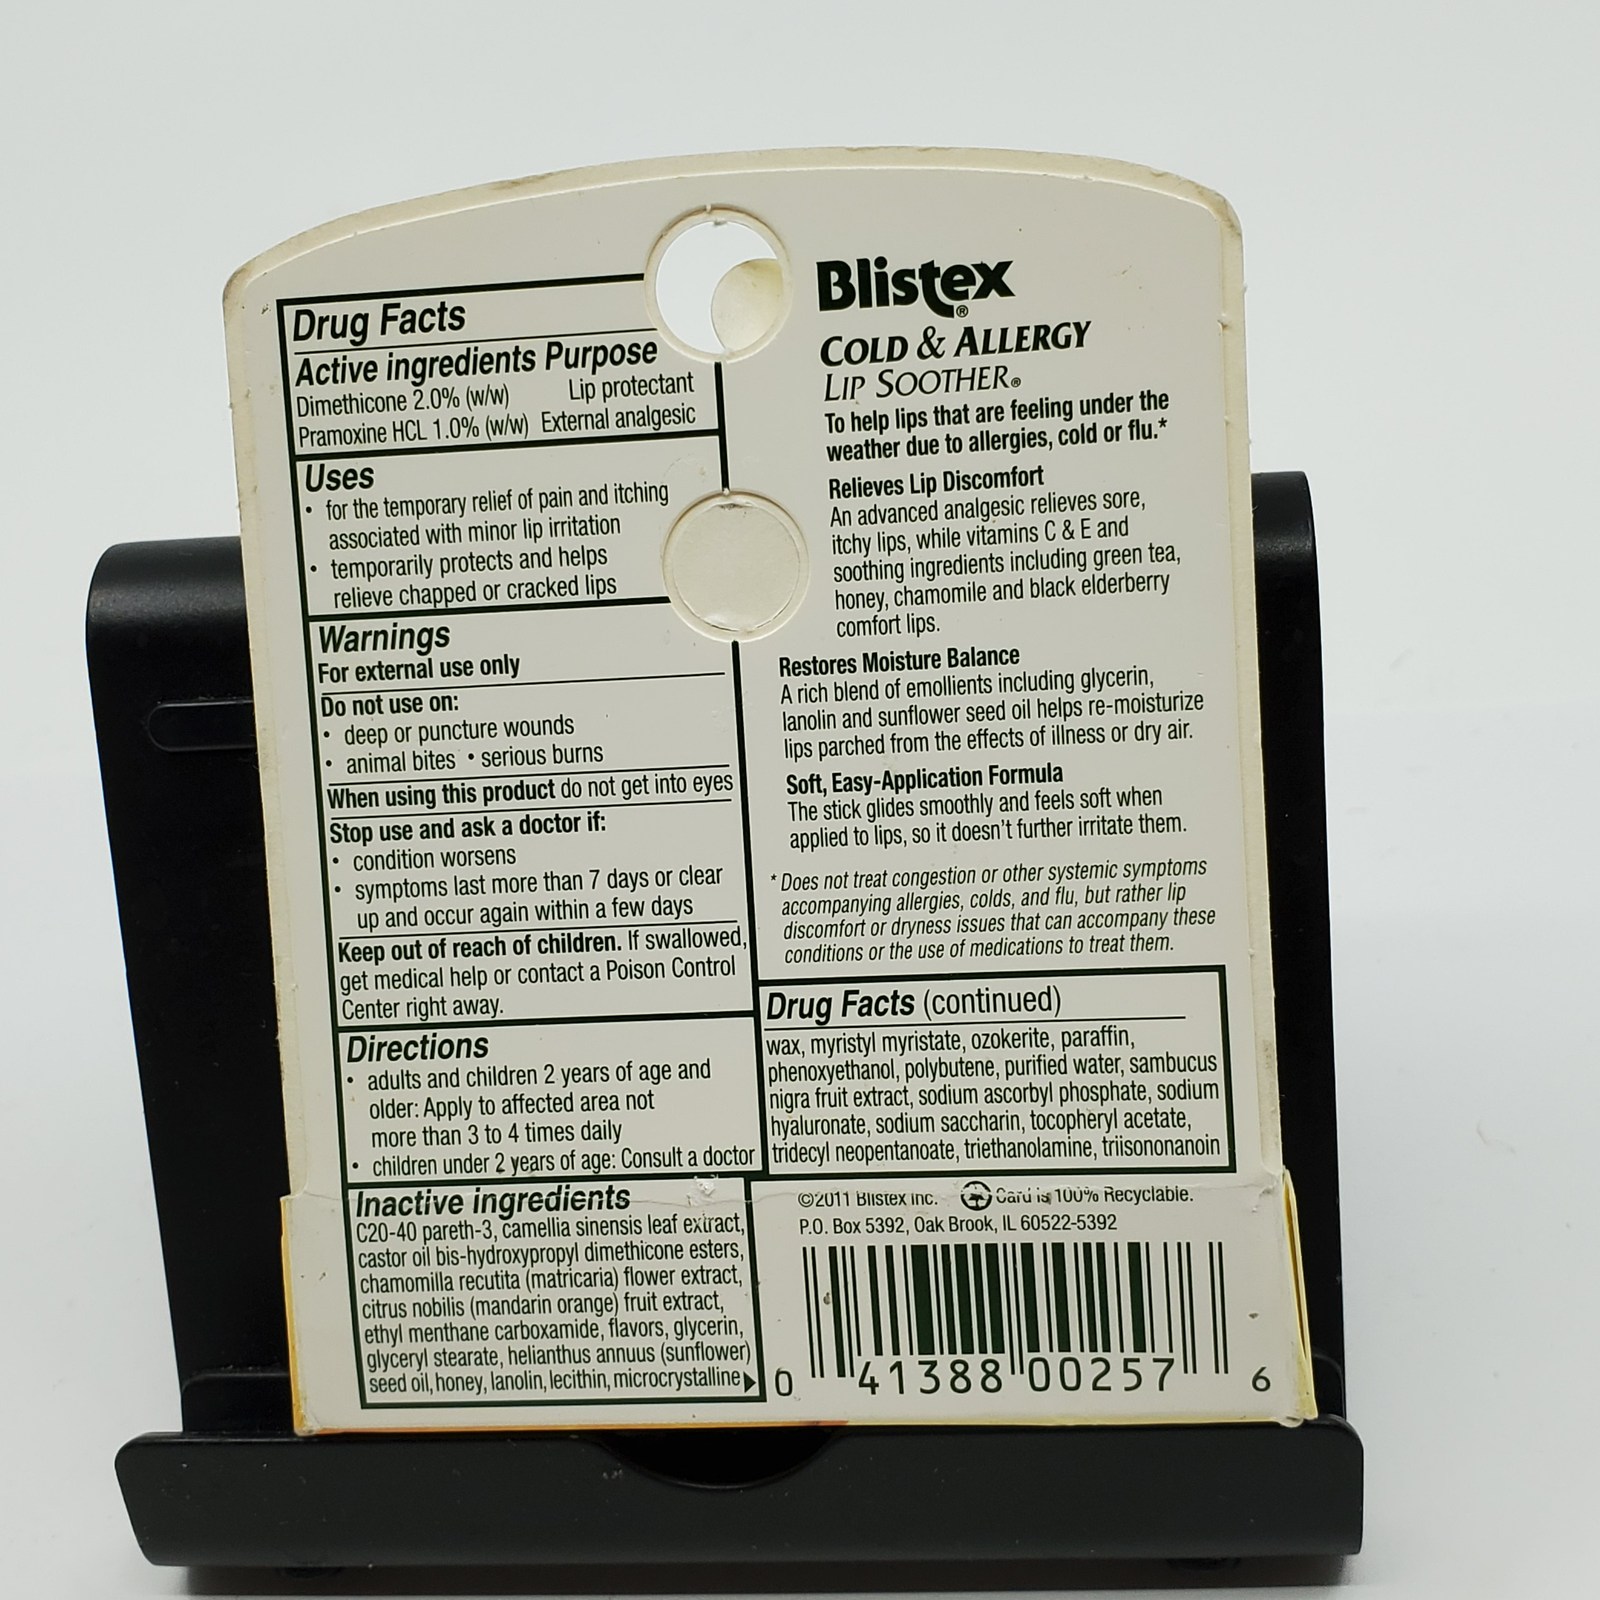 Drug Facts
Active ingredients Purpose
Dimethicone 2.0% (w/w) Lip protectant
Pramoxine HCL 1.0% (w/w) External analgesic
Uses
• for the temporary relief of pain and itching
associated with minor lip irritation
• temporarily protects and helps
relieve chapped or cracked lips
Warnings
For external use only
Do not use on:
• deep or puncture wounds
• animal bites • serious burns
When using this product do not get into eyes
Stop use and ask a doctor if:
• condition worsens
• symptoms last more than 7 days or clear
up and occur again within a few days
Keep out of reach of children. If swallowed,
get medical help or contact a Poison Control
Center right away.
Directions
• adults and children 2 years of age and
older: Apply to affected area not
more than 3 to 4 times daily
• children under 2 years of age: Consult a doctor
Inactive ingredients
C20-40 pareth-3, camellia sinensis leaf extract,
castor oil bis-hydroxypropyl dimethicone esters,
chamomilla recutita (matricaria) flower extract,
citrus nobilis (mandarin orange) fruit extract,
ethyl menthane carboxamide, flavors, glycerin,
glyceryl stearate, helianthus annuus (sunflower)
seed oil, honey, lanolin, lecithin, microcrystalline
Blistex®
COLD & ALLERGY
LIP SOOTHER®
To help lips that are feeling under the
weather due to allergies, cold or flu.*
Relieves Lip Discomfort
An advanced analgesic relieves sore,
itchy lips, while vitamins C & E and
soothing ingredients including green tea,
honey, chamomile and black elderberry
comfort lips.
Restores Moisture Balance
A rich blend of emollients including glycerin,
lanolin and sunflower seed oil helps re-moisturize
lips parched from the effects of illness or dry air.
Soft, Easy-Application Formula
The stick glides smoothly and feels soft when
applied to lips, so it doesn't further irritate them.
* Does not treat congestion or other systemic symptoms
accompanying allergies, colds, and flu, but rather lip
discomfort or dryness issues that can accompany these
conditions or the use of medications to treat them.
Drug Facts (continued)
wax, myristyl myristate, ozokerite, paraffin,
phenoxyethanol, polybutene, purified water, sambucus
nigra fruit extract, sodium ascorbyl phosphate, sodium
hyaluronate, sodium saccharin, tocopheryl acetate,
tridecyl neopentanoate, triethanolamine, triisononanoin
©2011 Blistex Inc. Card is 100% Recyclable.
P.O. Box 5392, Oak Brook, IL 60522-5392
0 41388 00257 6